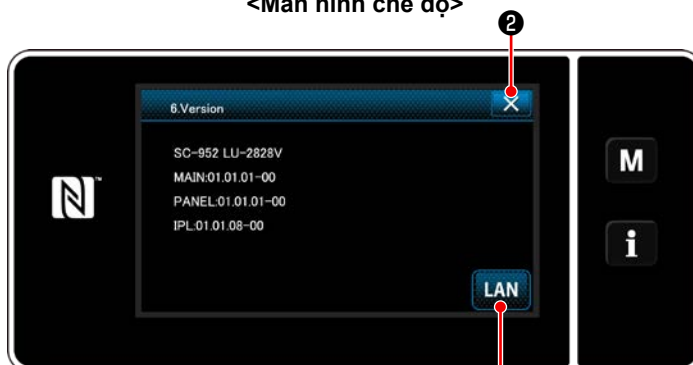 <Màn hình chế độ>
❷
6.Version
SC-952 LU-2828V
MAIN:01.01.01-00
PANEL:01.01.01-00
IPL:01.01.08-00
LAN
M
i